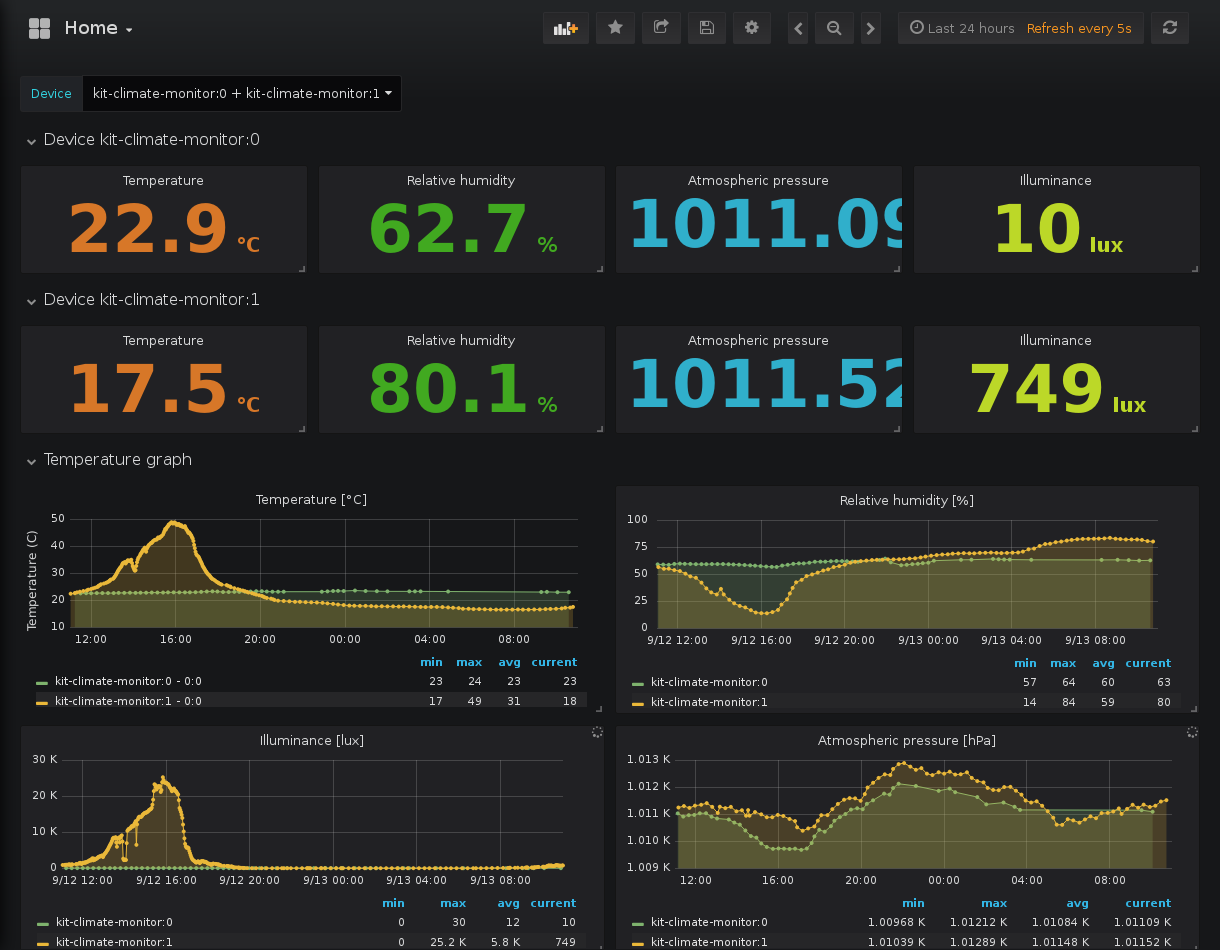 Home
Last 24 hours Refresh every 5s
Device kit-climate-monitor:0 + kit-climate-monitor:1
Device kit-climate-monitor:0
Temperature Relative humidity Atmospheric pressure Illuminance
22.9 °C 62.7 % 1011.09 10 lux
Device kit-climate-monitor:1
Temperature Relative humidity Atmospheric pressure Illuminance
17.5 °C 80.1 % 1011.52 749 lux
Temperature graph
Temperature [°C]
Temperature (C)
50
40
30
20
10
12:00 16:00 20:00 00:00 04:00 08:00
min max avg current
kit-climate-monitor:0 - 0:0 23 24 23 23
kit-climate-monitor:1 - 0:0 17 49 31 18
Relative humidity [%]
100
75
50
25
0
9/12 12:00 9/12 16:00 9/12 20:00 9/13 00:00 9/13 04:00 9/13 08:00
min max avg current
kit-climate-monitor:0 57 64 60 63
kit-climate-monitor:1 14 84 59 80
Illuminance [lux]
30 K
20 K
10 K
0
9/12 12:00 9/12 16:00 9/12 20:00 9/13 00:00 9/13 04:00 9/13 08:00
min max avg current
kit-climate-monitor:0 0 30 12 10
kit-climate-monitor:1 0 25.2 K 5.8 K 749
Atmospheric pressure [hPa]
1.013 K
1.012 K
1.011 K
1.010 K
1.009 K
12:00 16:00 20:00 00:00 04:00 08:00
min max avg current
kit-climate-monitor:0 1.00968 K 1.01212 K 1.01084 K 1.01109 K
kit-climate-monitor:1 1.01039 K 1.01289 K 1.01148 K 1.01152 K